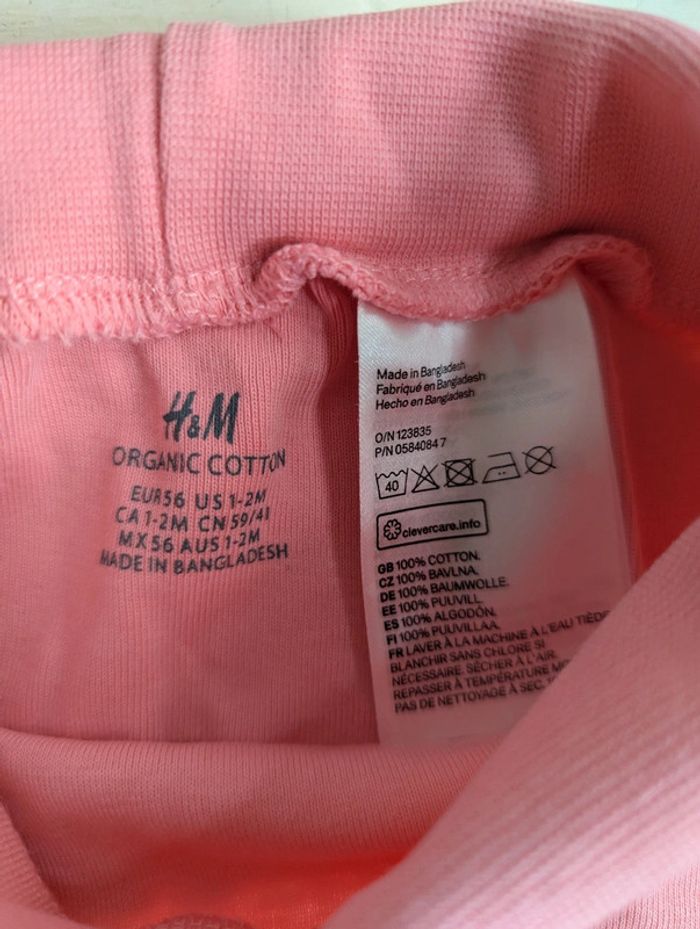 H&M
ORGANIC COTTON
EUR56 US 1-2M
CA 1-2M CN 59/41
MX 56 AUS 1-2M
MADE IN BANGLADESH
Made in Bangladesh
Fabriqué en Bangladesh
Hecho en Bangladesh
O/N 123835
P/N 0584084 7
40
clevercare.info
GB 100% COTTON.
CZ 100% BAVLNA.
DE 100% BAUMWOLLE.
EE 100% PUUVILL.
ES 100% ALGODÓN.
FI 100% PUUVILLAA.
FR LAVER À LA MACHINE À L'EAU TIÈDE
BLANCHIR SANS CHLORE SI
NÉCESSAIRE. SÉCHER À L'AIR.
REPASSER À TEMPÉRATURE
PAS DE NETTOYAGE À SEC.